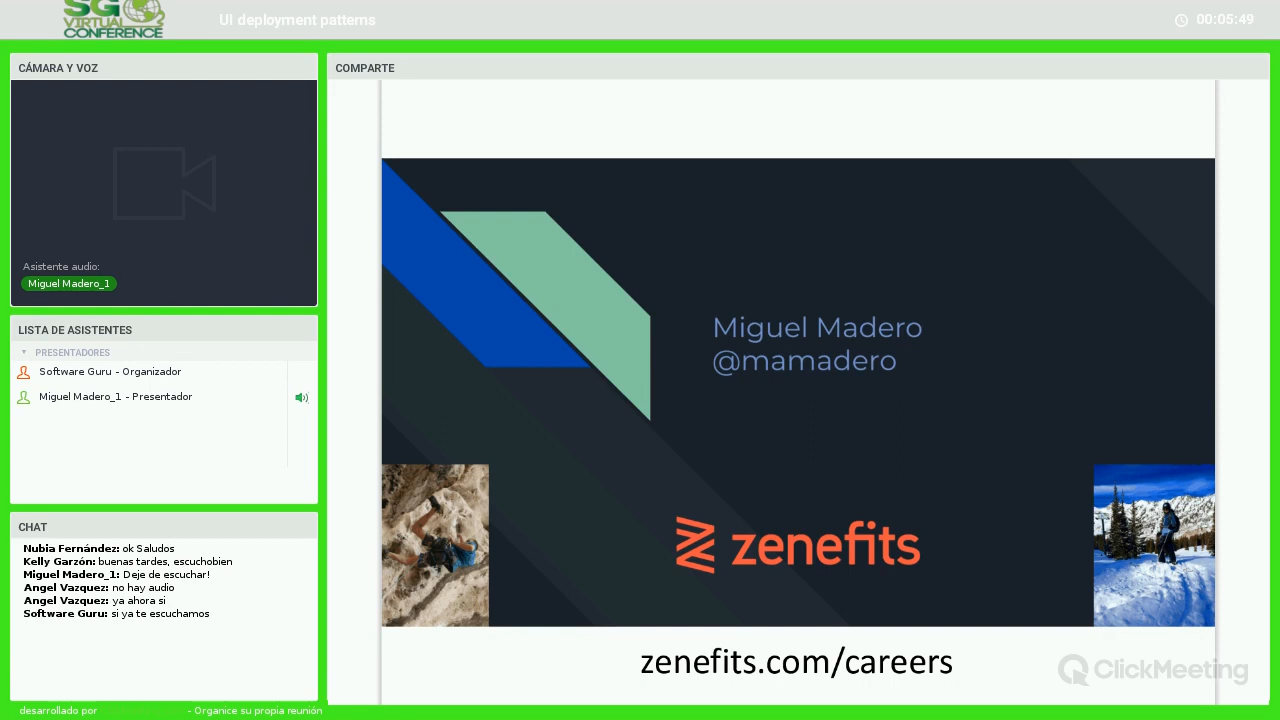 SG
VIRTUAL
CONFERENCE
UI deployment patterns
00:05:49
CÁMARA Y VOZ
Asistente audio:
Miguel Madero_1
LISTA DE ASISTENTES
PRESENTADORES
Software Guru - Organizador
Miguel Madero_1 - Presentador
CHAT
Nubia Fernández: ok Saludos
Kelly Garzón: buenas tardes, escuchobien
Miguel Madero_1: Deje de escuchar!
Angel Vazquez: no hay audio
Angel Vazquez: ya ahora si
Software Guru: si ya te escuchamos
desarrollado por - Organice su propia reunión
COMPARTE
Miguel Madero
@mamadero
zenefits
zenefits.com/careers
ClickMeeting